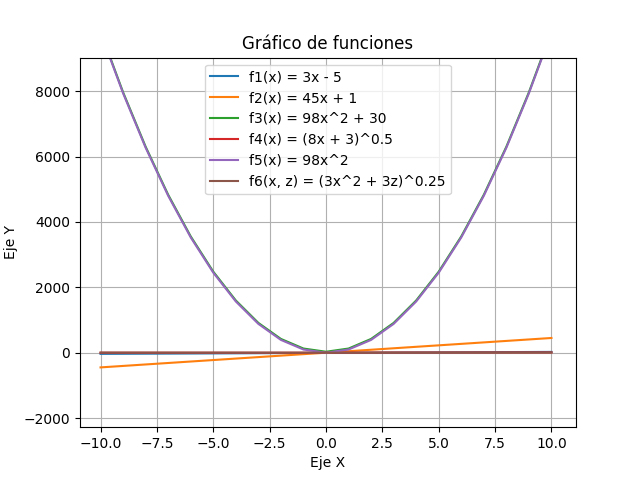 Gráfico de funciones
f1(x) = 3x - 5
f2(x) = 45x + 1
f3(x) = 98x^2 + 30
f4(x) = (8x + 3)^0.5
f5(x) = 98x^2
f6(x, z) = (3x^2 + 3z)^0.25
Eje Y
8000
6000
4000
2000
0
−2000
−10.0 −7.5 −5.0 −2.5 0.0 2.5 5.0 7.5 10.0
Eje X